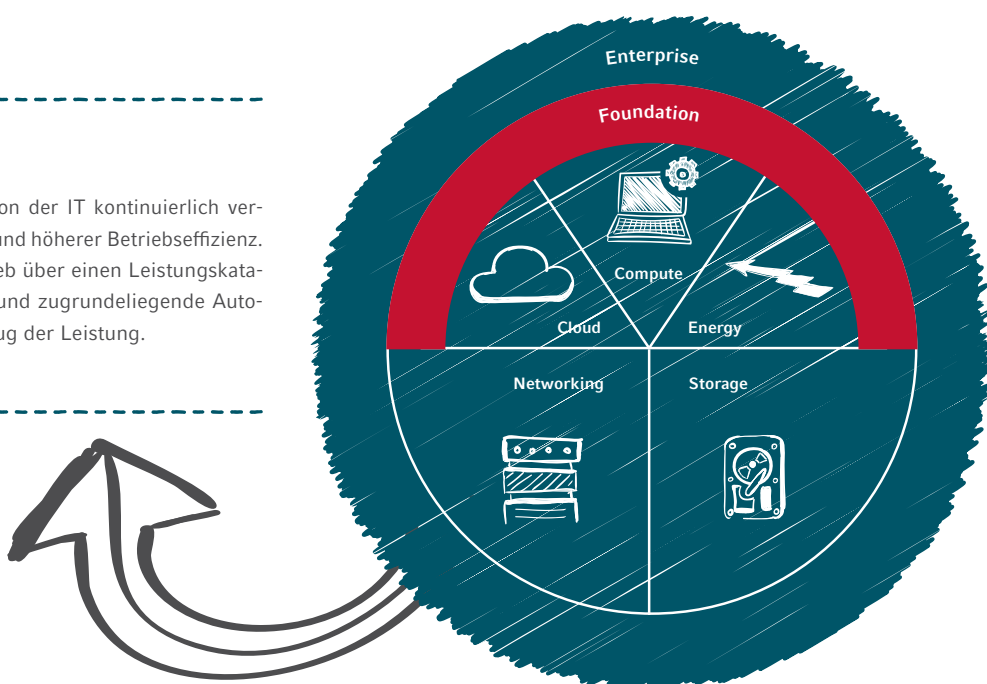 on der IT kontinuierlich ver-
und höherer Betriebseffizienz.
eb über einen Leistungskata-
und zugrundeliegende Auto-
ug der Leistung.
Enterprise
Foundation
Compute
Cloud
Energy
Networking
Storage